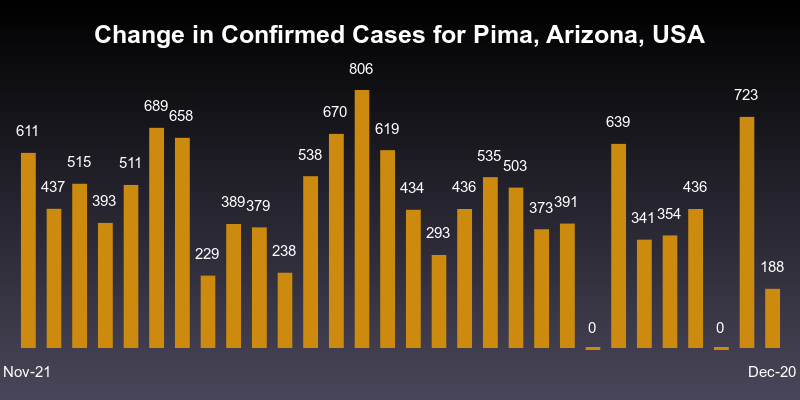 Change in Confirmed Cases for Pima, Arizona, USA
611 437 515 393 511 689 658 229 389 379 238 538 670 806 619 434 293 436 535 503 373 391 0 639 341 354 436 0 723 188
Nov-21 Dec-20